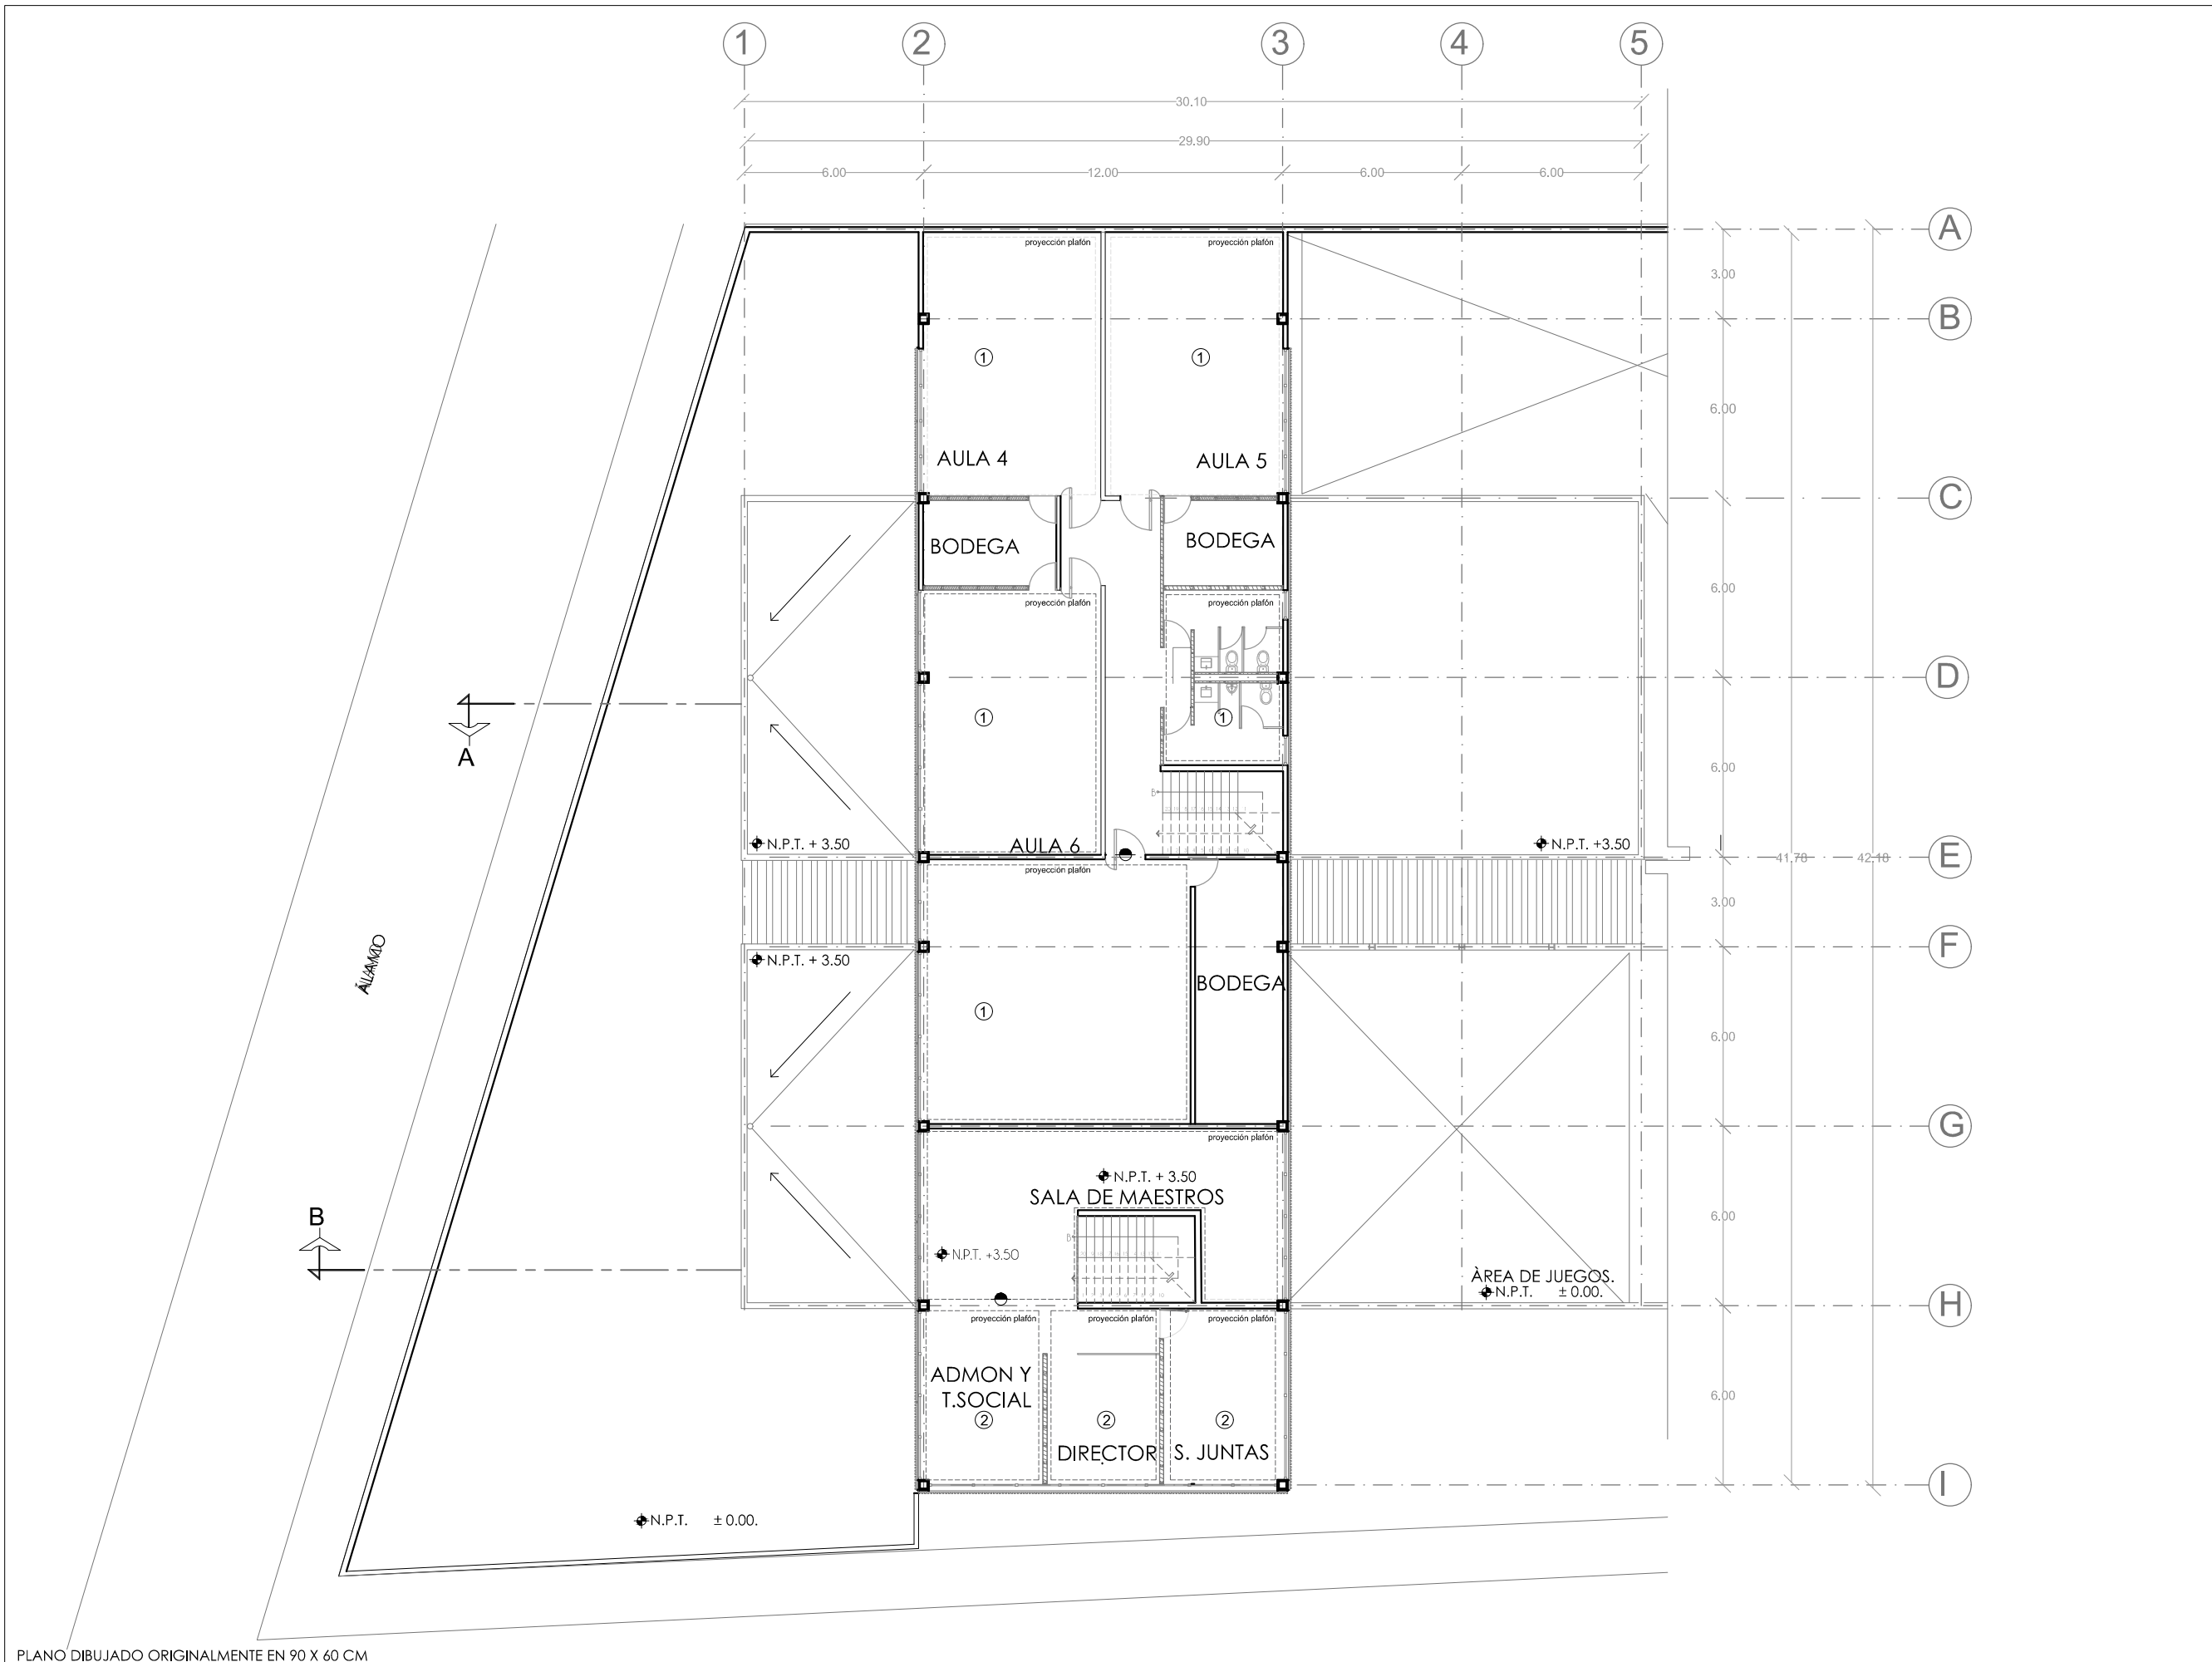 1 2 3 4 5
30.10
29.90
6.00 12.00 6.00 6.00
A
proyección plafón proyección plafón
3.00
B
1 1
6.00
AULA 4 AULA 5
C
BODEGA BODEGA
6.00
proyección plafón proyección plafón
D
A
1 1
6.00
AULA 6
N.P.T. + 3.50 N.P.T. +3.50
E
41.70 42.10
proyección plafón
3.00
F
N.P.T. + 3.50
BODEGA
1
6.00
G
proyección plafón
N.P.T. + 3.50
SALA DE MAESTROS
6.00
B
N.P.T. +3.50
ÀREA DE JUEGOS.
N.P.T. ± 0.00.
H
proyección plafón proyección plafón proyección plafón
ADMON Y
T.SOCIAL
6.00
2 2 2
DIRECTOR S. JUNTAS
I
N.P.T. ± 0.00.
PLANO DIBUJADO ORIGINALMENTE EN 90 X 60 CM